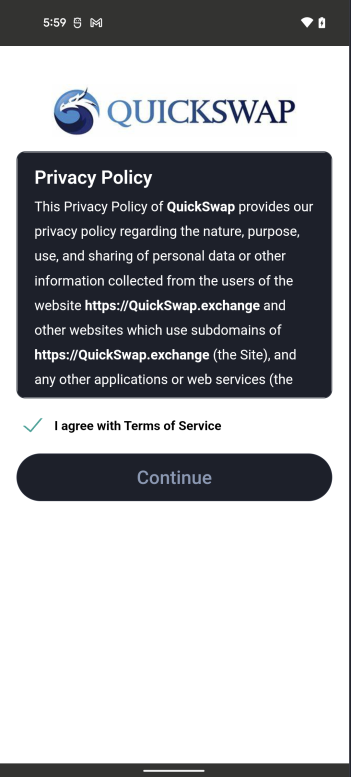 5:59
QUICKSWAP
Privacy Policy
This Privacy Policy of QuickSwap provides our
privacy policy regarding the nature, purpose,
use, and sharing of personal data or other
information collected from the users of the
website https://QuickSwap.exchange and
other websites which use subdomains of
https://QuickSwap.exchange (the Site), and
any other applications or web services (the
I agree with Terms of Service
Continue